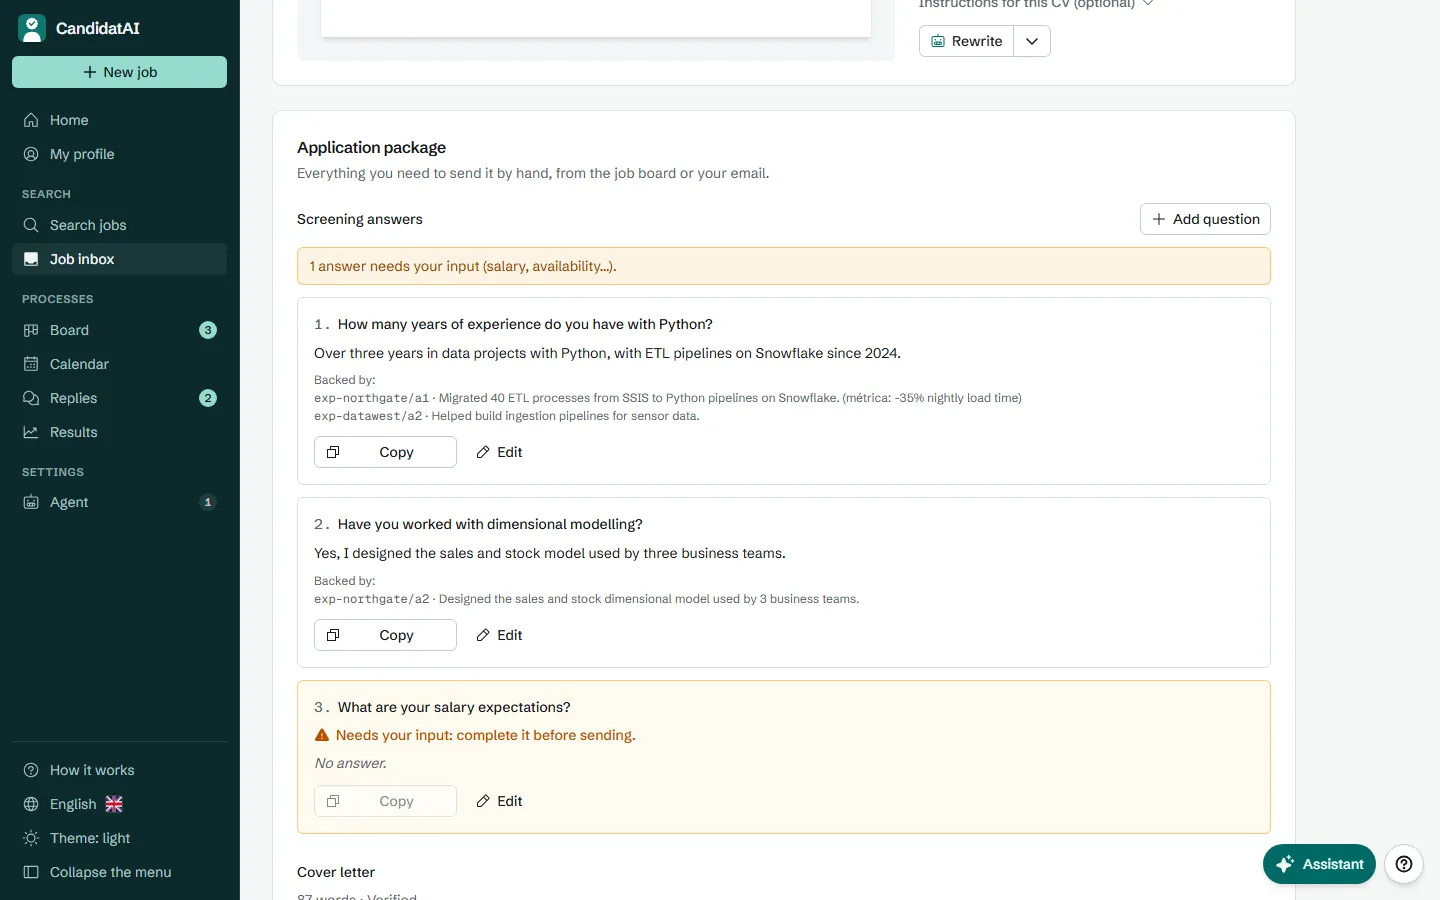 CandidatAI
New job
Home
My profile
SEARCH
Search jobs
Job inbox
PROCESSES
Board 3
Calendar
Replies 2
Results
SETTINGS
Agent 1
How it works
English
Theme: light
Collapse the menu
Instructions for this CV (optional)
Rewrite
Application package
Everything you need to send it by hand, from the job board or your email.
Screening answers
Add question
1 answer needs your input (salary, availability...).
1. How many years of experience do you have with Python?
Over three years in data projects with Python, with ETL pipelines on Snowflake since 2024.
Backed by:
exp-northgate/a1 · Migrated 40 ETL processes from SSIS to Python pipelines on Snowflake. (métrica: -35% nightly load time)
exp-datawest/a2 · Helped build ingestion pipelines for sensor data.
Copy Edit
2. Have you worked with dimensional modelling?
Yes, I designed the sales and stock model used by three business teams.
Backed by:
exp-northgate/a2 · Designed the sales and stock dimensional model used by 3 business teams.
Copy Edit
3. What are your salary expectations?
Needs your input: complete it before sending.
No answer.
Copy Edit
Cover letter
87 words · Verified
Assistant